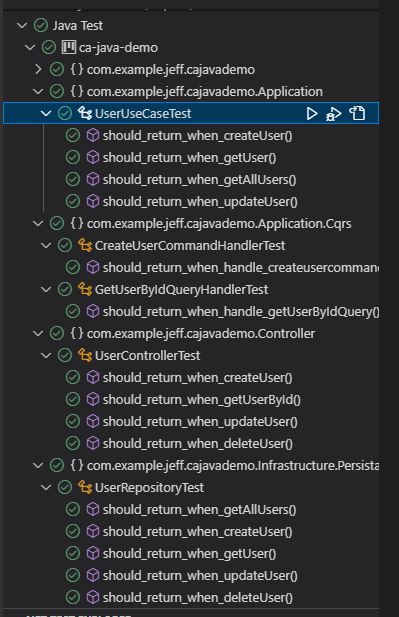 Java Test
ca-java-demo
{ } com.example.jeff.cajavademo
{ } com.example.jeff.cajavademo.Application
UserUseCaseTest
should_return_when_createUser()
should_return_when_getUser()
should_return_when_getAllUsers()
should_return_when_updateUser()
{ } com.example.jeff.cajavademo.Application.Cqrs
CreateUserCommandHandlerTest
should_return_when_handle_createusercommand
GetUserByIdQueryHandlerTest
should_return_when_handle_getUserByIdQuery()
{ } com.example.jeff.cajavademo.Controller
UserControllerTest
should_return_when_createUser()
should_return_when_getUserById()
should_return_when_updateUser()
should_return_when_deleteUser()
{ } com.example.jeff.cajavademo.Infrastructure.Persista
UserRepositoryTest
should_return_when_getAllUsers()
should_return_when_createUser()
should_return_when_getUser()
should_return_when_updateUser()
should_return_when_deleteUser()